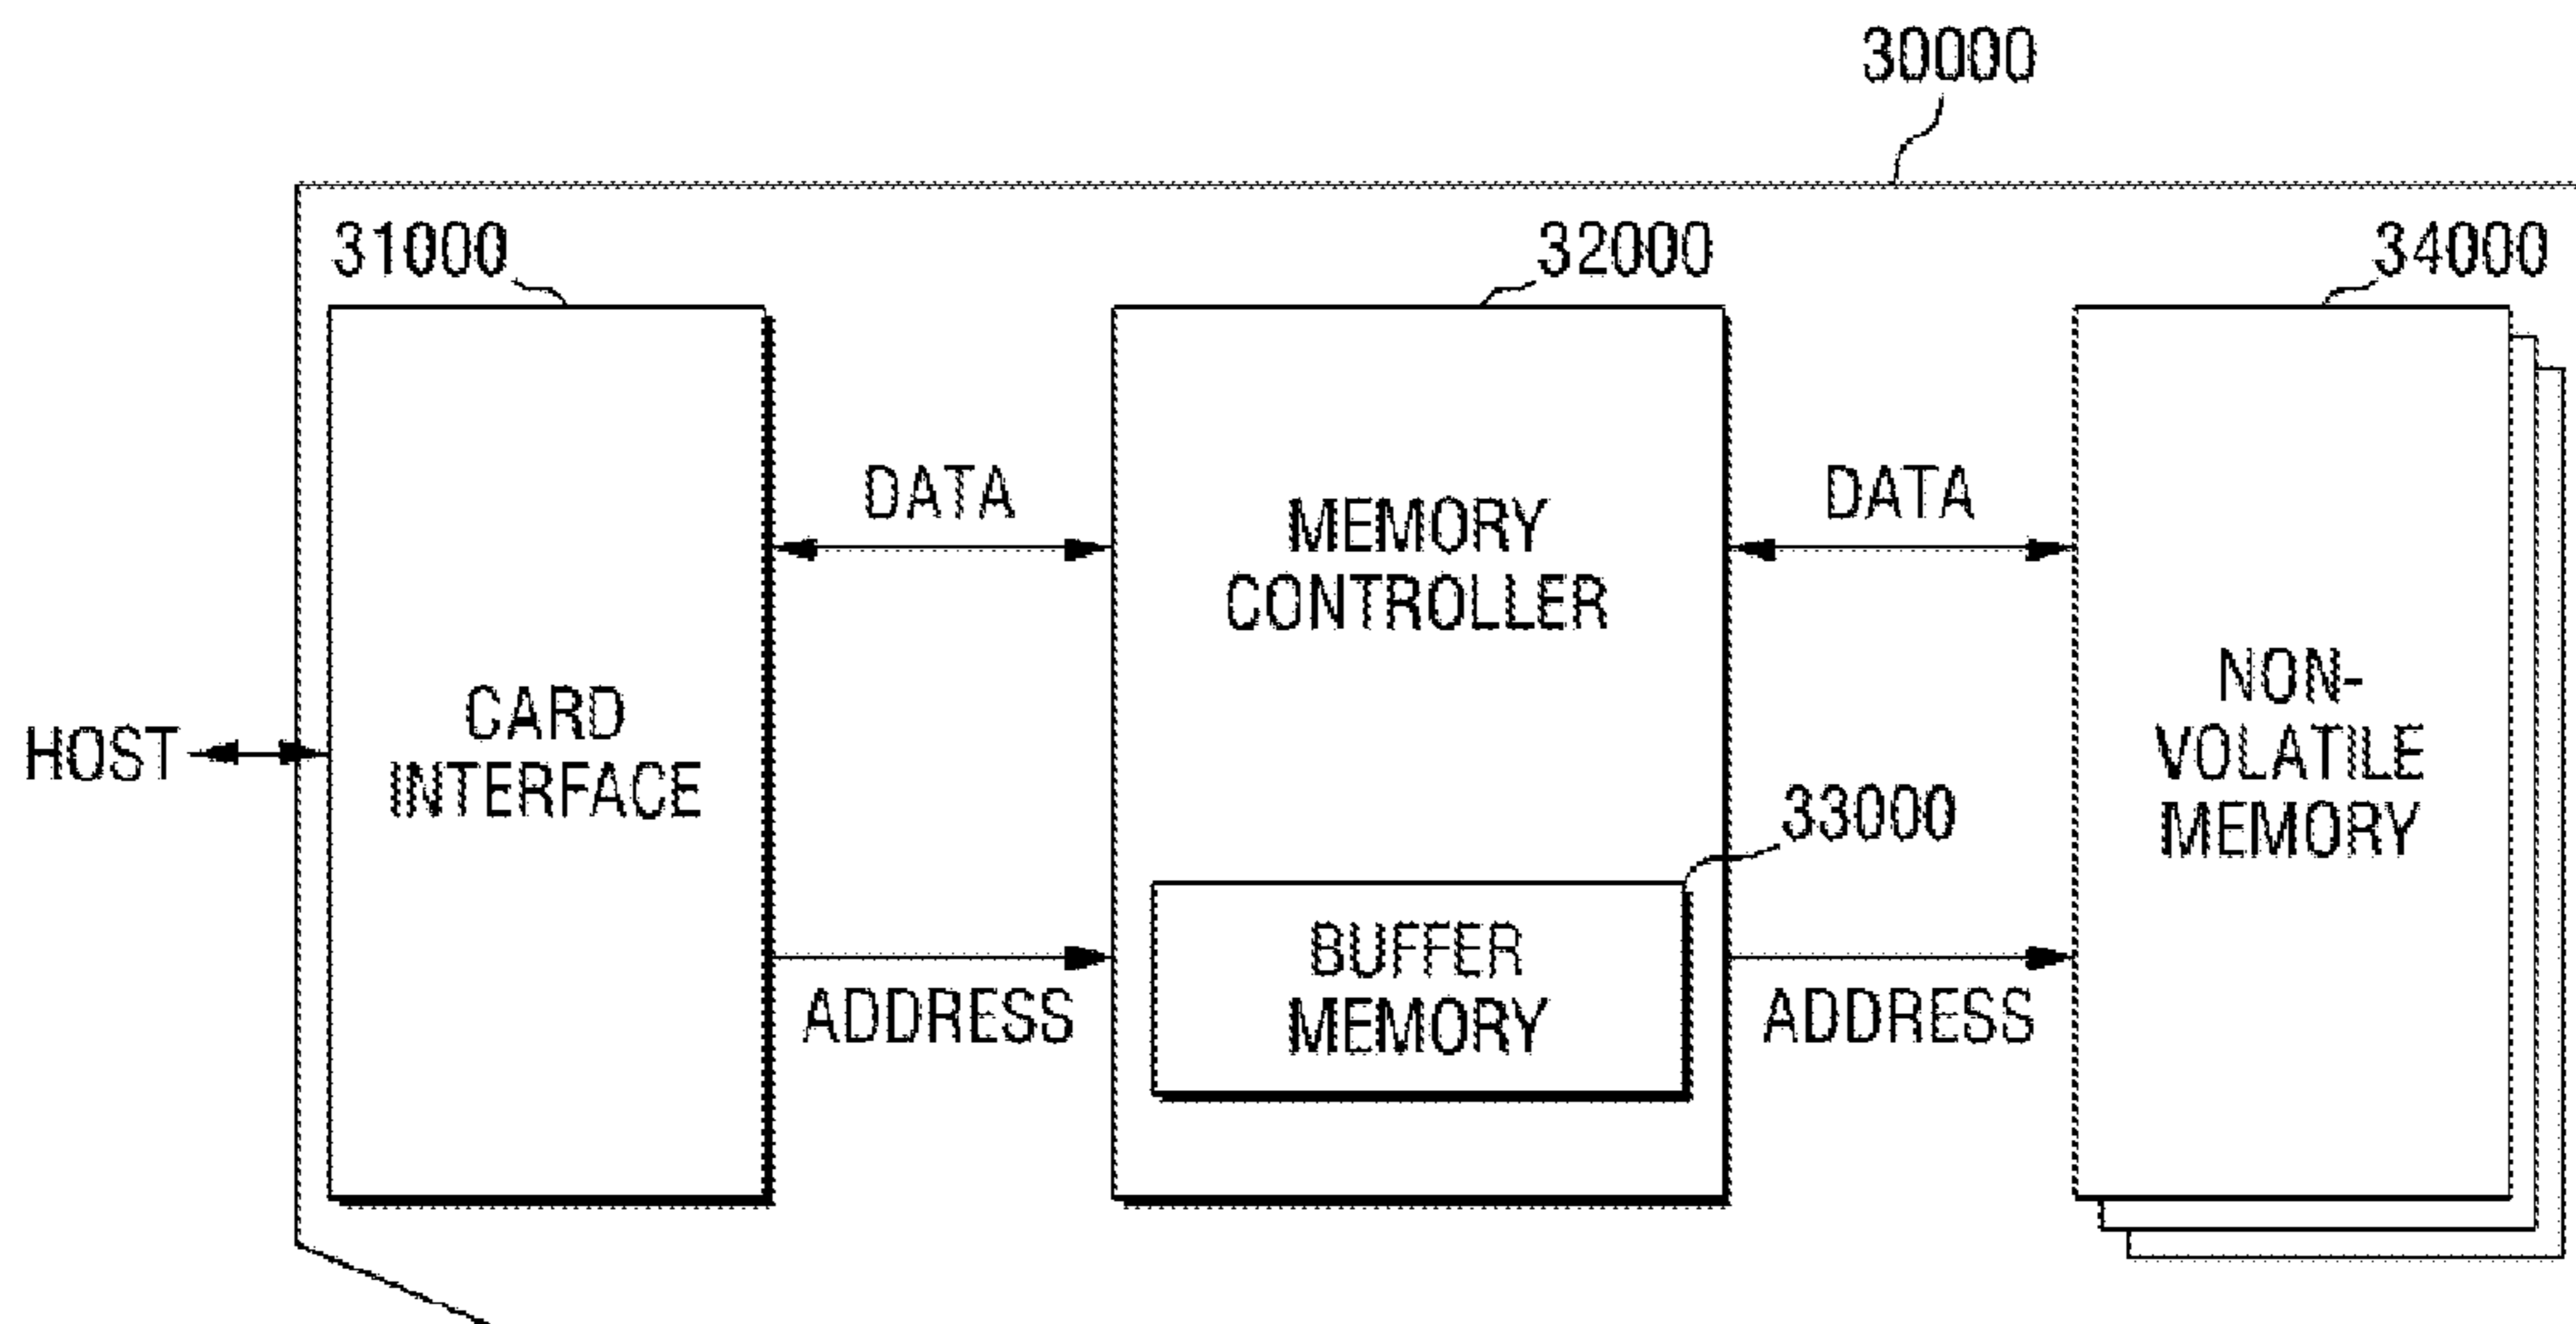 30000
31000
32000
34000
DATA
DATA
MEMORY
CONTROLLER
NON-
VOLATILE
MEMORY
CARD
INTERFACE
HOST
33000
BUFFER
MEMORY
ADDRESS
ADDRESS